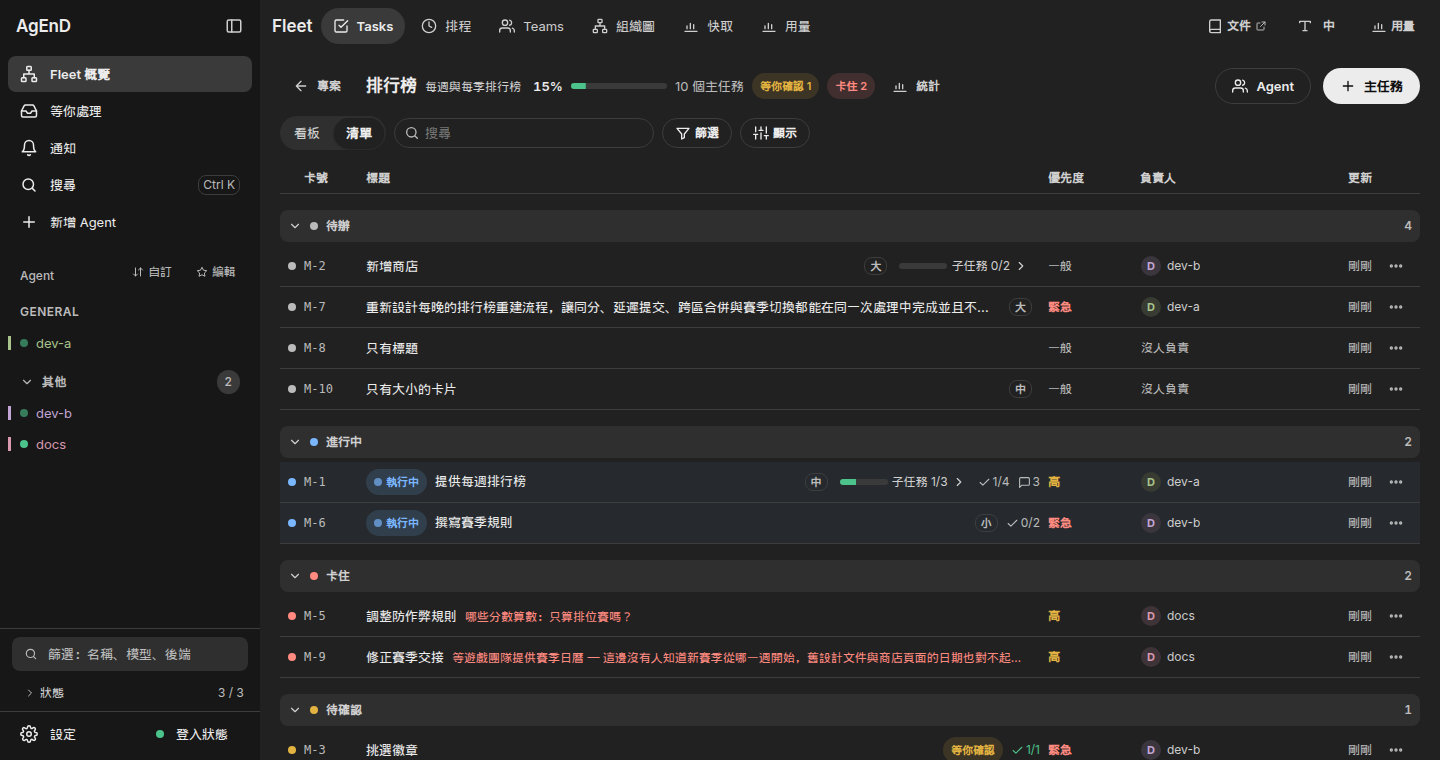 AgEnD
Fleet 概覽
等你處理
通知
搜尋 Ctrl K
新增 Agent
Agent 自訂 編輯
GENERAL
dev-a
其他 2
dev-b
docs
篩選：名稱、模型、後端
狀態 3 / 3
設定 登入狀態
Fleet Tasks 排程 Teams 組織圖 快取 用量 文件 中 用量
專案 排行榜 每週與每季排行榜 15% 10 個主任務 等你確認 1 卡住 2 統計 Agent 主任務
看板 清單 搜尋 篩選 顯示
卡號 標題 優先度 負責人 更新
待辦 4
M-2 新增商店 大 子任務 0/2 一般 D dev-b 剛剛
M-7 重新設計每晚的排行榜重建流程，讓同分、延遲提交、跨區合併與賽季切換都能在同一次處理中完成並且不... 大 緊急 D dev-a 剛剛
M-8 只有標題 一般 沒人負責 剛剛
M-10 只有大小的卡片 中 一般 沒人負責 剛剛
進行中 2
M-1 執行中 提供每週排行榜 中 子任務 1/3 1/4 3 高 D dev-a 剛剛
M-6 執行中 撰寫賽季規則 小 0/2 緊急 D dev-b 剛剛
卡住 2
M-5 調整防作弊規則 哪些分數算數：只算排位賽嗎？ 高 D docs 剛剛
M-9 修正賽季交接 等遊戲團隊提供賽季日曆 — 這邊沒有人知道新賽季從哪一週開始，舊設計文件與商店頁面的日期也對不起... 高 D docs 剛剛
待確認 1
M-3 挑選徽章 等你確認 1/1 緊急 D dev-b 剛剛